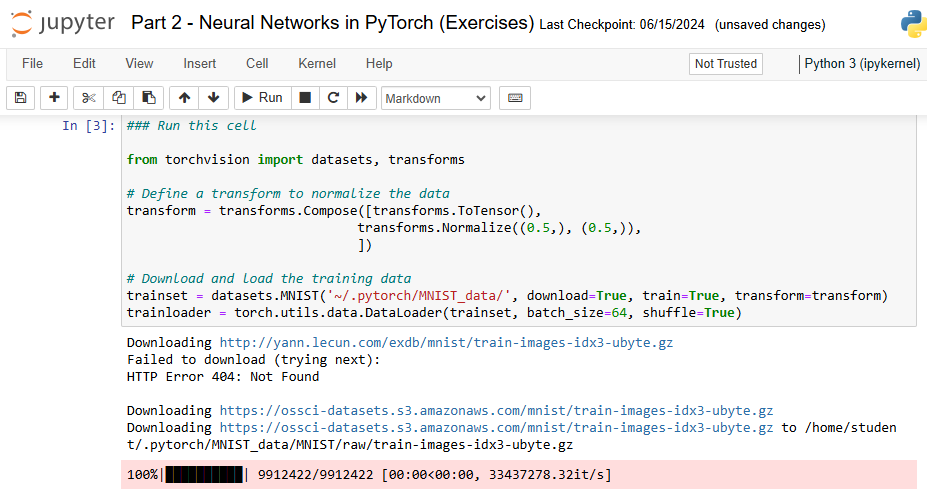 jupyter Part 2 - Neural Networks in PyTorch (Exercises) Last Checkpoint: 06/15/2024 (unsaved changes)
File Edit View Insert Cell Kernel Help Not Trusted Python 3 (ipykernel)
Run Markdown
In [3]: ### Run this cell
from torchvision import datasets, transforms
# Define a transform to normalize the data
transform = transforms.Compose([transforms.ToTensor(),
transforms.Normalize((0.5,), (0.5,)),
])
# Download and load the training data
trainset = datasets.MNIST('~/.pytorch/MNIST_data/', download=True, train=True, transform=transform)
trainloader = torch.utils.data.DataLoader(trainset, batch_size=64, shuffle=True)
Downloading http://yann.lecun.com/exdb/mnist/train-images-idx3-ubyte.gz
Failed to download (trying next):
HTTP Error 404: Not Found
Downloading https://ossci-datasets.s3.amazonaws.com/mnist/train-images-idx3-ubyte.gz
Downloading https://ossci-datasets.s3.amazonaws.com/mnist/train-images-idx3-ubyte.gz to /home/studen
t/.pytorch/MNIST_data/MNIST/raw/train-images-idx3-ubyte.gz
100%|██████████| 9912422/9912422 [00:00<00:00, 33437278.32it/s]